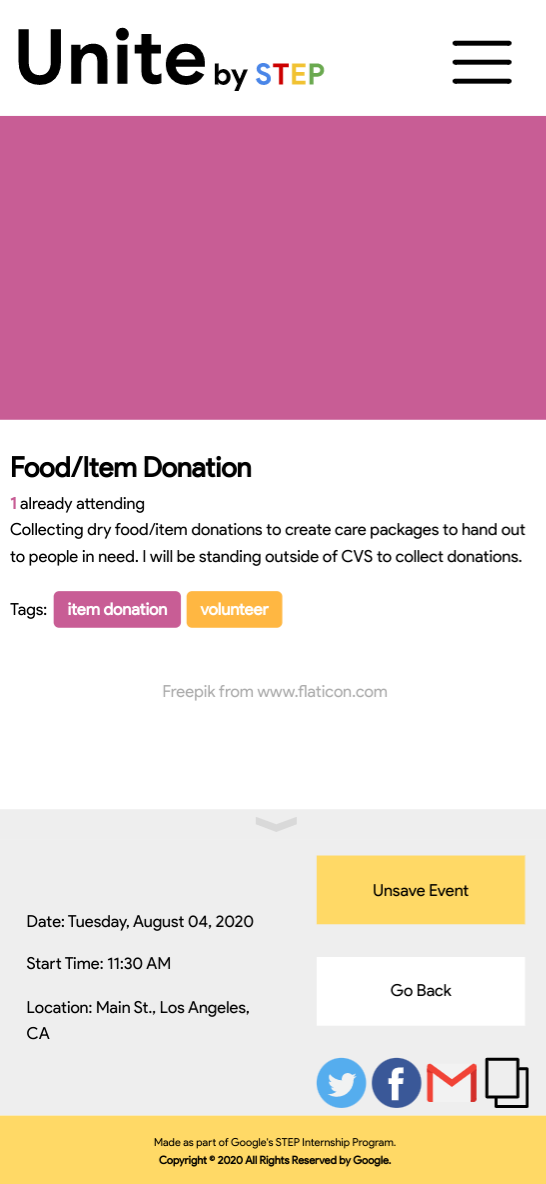 Unite by STEP
Food/Item Donation
1 already attending
Collecting dry food/item donations to create care packages to hand out
to people in need. I will be standing outside of CVS to collect donations.
Tags: item donation volunteer
Freepik from www.flaticon.com
Unsave Event
Date: Tuesday, August 04, 2020
Start Time: 11:30 AM
Go Back
Location: Main St., Los Angeles,
CA
Made as part of Google's STEP Internship Program.
Copyright © 2020 All Rights Reserved by Google.